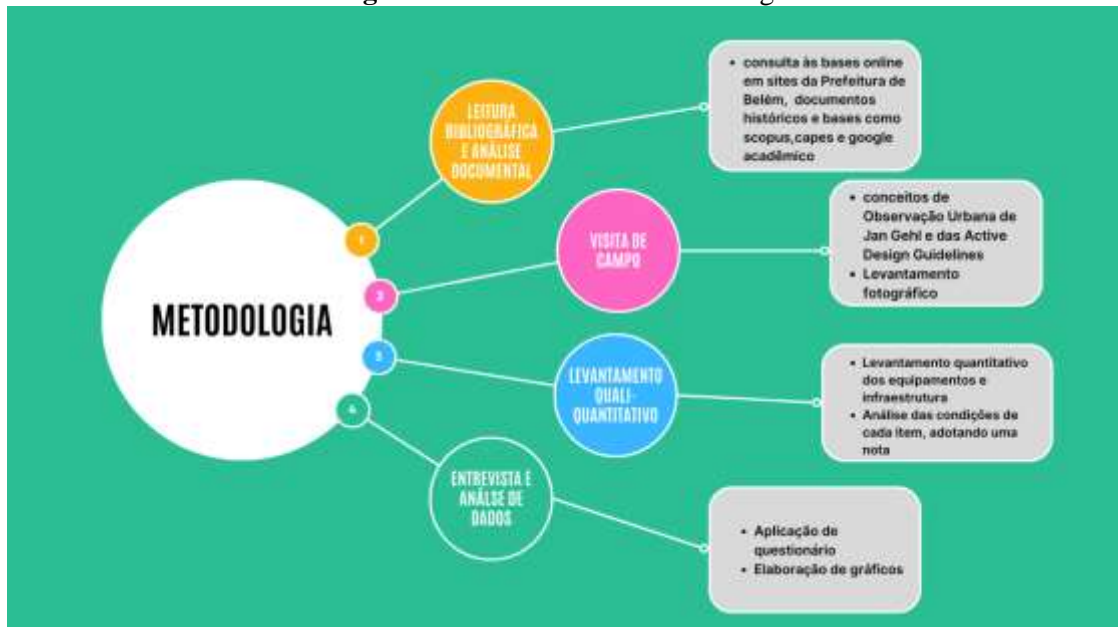 METODOLOGIA
1
LEITURA
BIBLIOGRÁFICA
E ANÁLISE
DOCUMENTAL
• consulta às bases online
em sites da Prefeitura de
Belém, documentos
históricos e bases como
scopus,capes e google
acadêmico
VISITA DE
CAMPO
• conceitos de
Observação Urbana de
Jan Gehl e das Active
Design Guidelines
• Levantamento
fotográfico
LEVANTAMENTO
QUALI-
QUANTITATIVO
• Levantamento quantitativo
dos equipamentos e
infraestrutura
• Análise das condições de
cada item, adotando uma
nota
4
ENTREVISTA E
ANÁLSE DE
DADOS
• Aplicação de
questionário
• Elaboração de gráficos